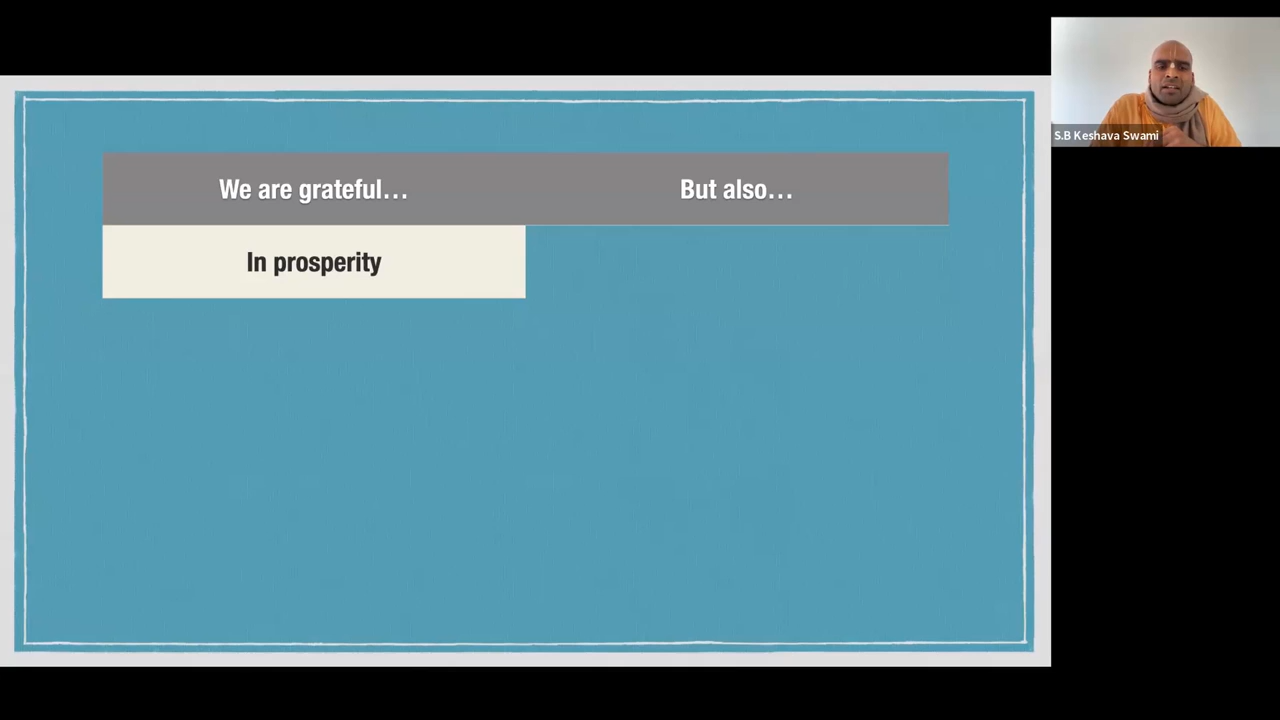 We are grateful…
But also…
In prosperity
S.B Keshava Swami